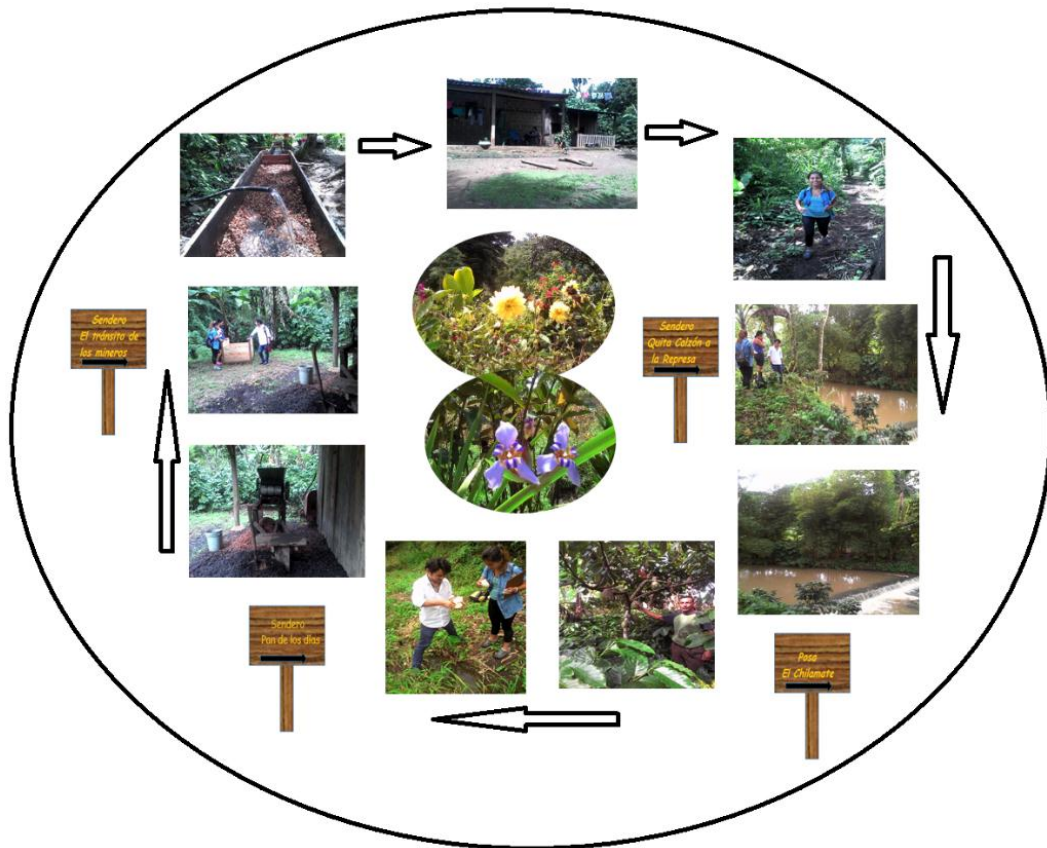 Sendero
El tránsito de
los mineros
Sendero
Quita Calzón a
la Represa
Sendero
Pan de los días
Posa
El Chilamate